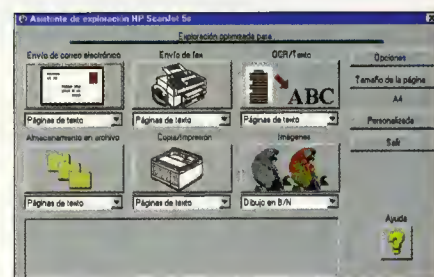 Asistente de exploración HP ScanJet 5s
Exploración optimizada para
Envío de correo electrónico
Envío de fax
OCR/Texto
ABC
Páginas de texto
Páginas de texto
Páginas de texto
Almacenamiento en archivo
Copia/Impresión
Imágenes
Páginas de texto
Páginas de texto
Dibujo en B/N
Opciones
Tamaño de la página
A4
Personalizada
Salir
Ayuda